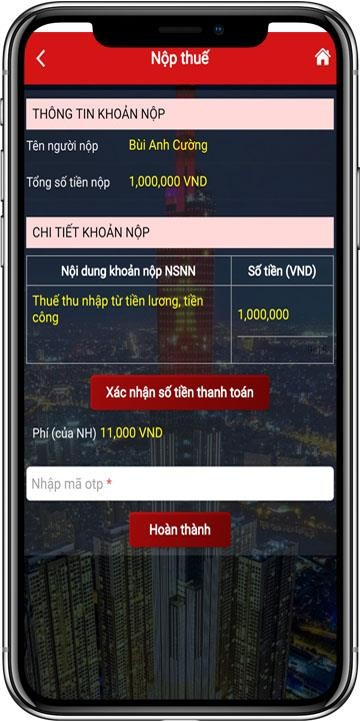 Nộp thuế
THÔNG TIN KHOẢN NỘP
Tên người nộp Bùi Anh Cường
Tổng số tiền nộp 1,000,000 VND
CHI TIẾT KHOẢN NỘP
Nội dung khoản nộp NSNN Số tiền (VND)
Thuế thu nhập từ tiền lương, tiền
công 1,000,000
Xác nhận số tiền thanh toán
Phí (của NH) 11,000 VND
Nhập mã otp *
Hoàn thành